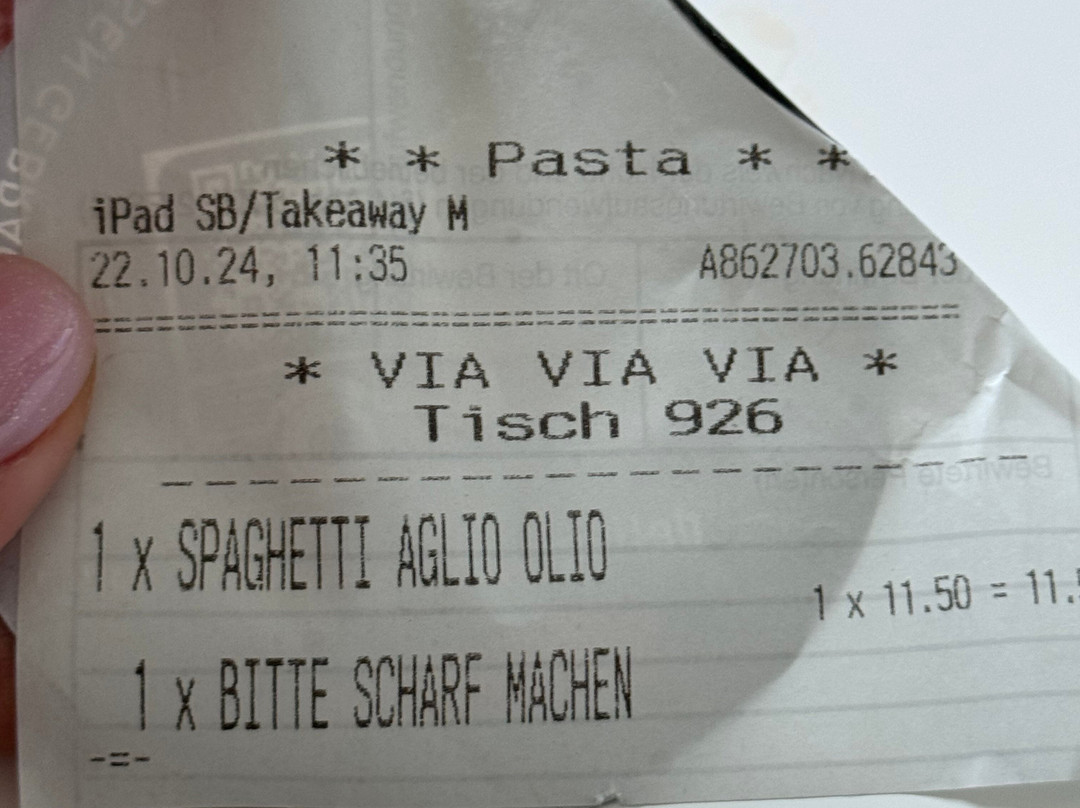 * * Pasta * *
iPad SB/Takeaway M
22.10.24, 11:35 A862703.62843
* VIA VIA VIA *
Tisch 926
1 x SPAGHETTI AGLIO OLIO
1 x 11.50 = 11.5
1 x BITTE SCHARF MACHEN
-=-